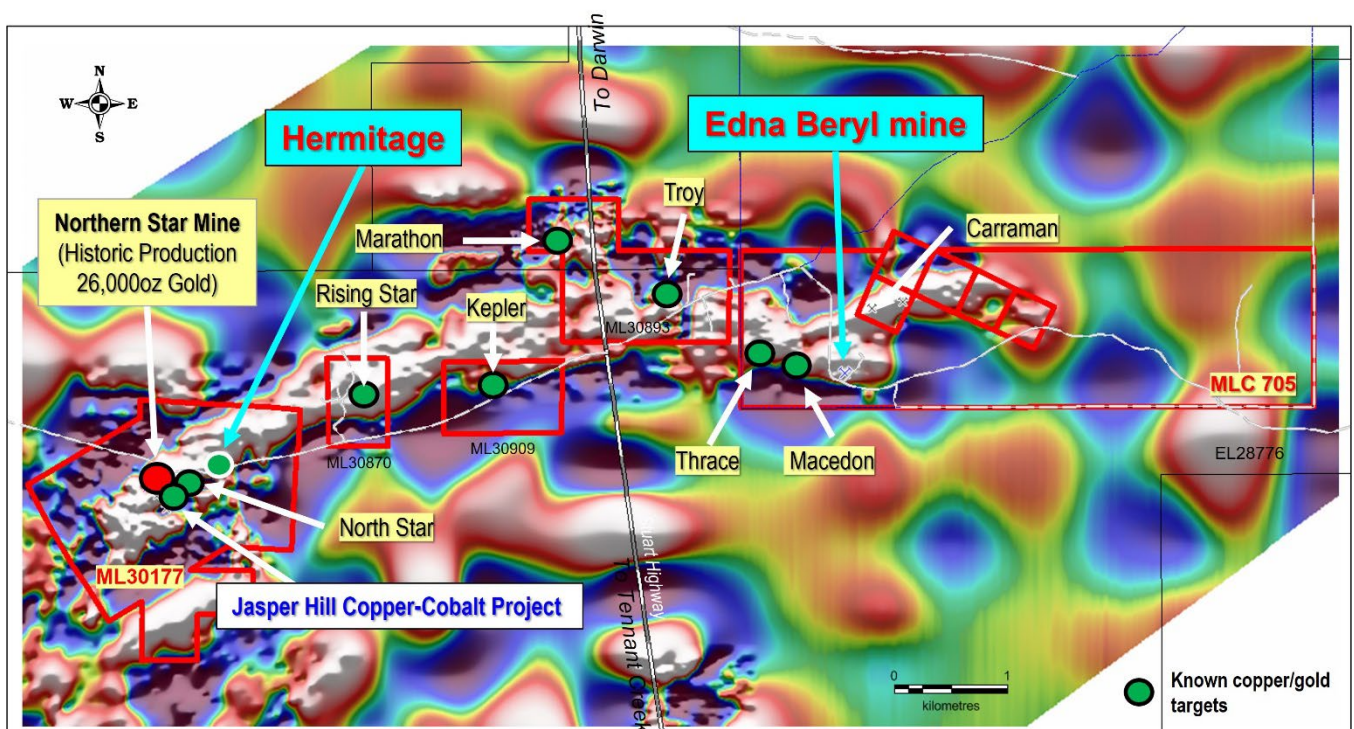 N
W E
S
To Darwin
Hermitage
Edna Beryl mine
Troy
Northern Star Mine
(Historic Production
26,000oz Gold)
Marathon
Carraman
Rising Star
Kepler
ML30893
MLC 705
ML30870
ML30909
Thrace
Macedon
EL28776
North Star
ML30177
Jasper Hill Copper-Cobalt Project
Stuart Highway
To Tennant Creek
0 1
kilometres
Known copper/gold
targets